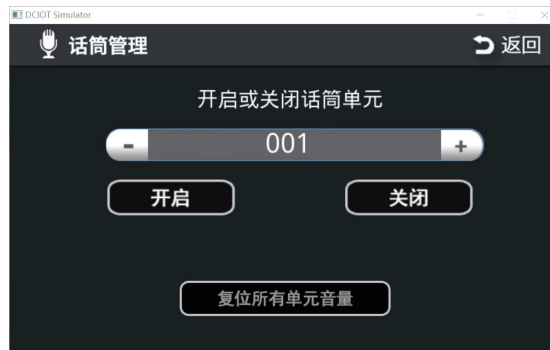 DCIOT Simulator
话筒管理 返回
开启或关闭话筒单元
- 001 +
开启 关闭
复位所有单元音量